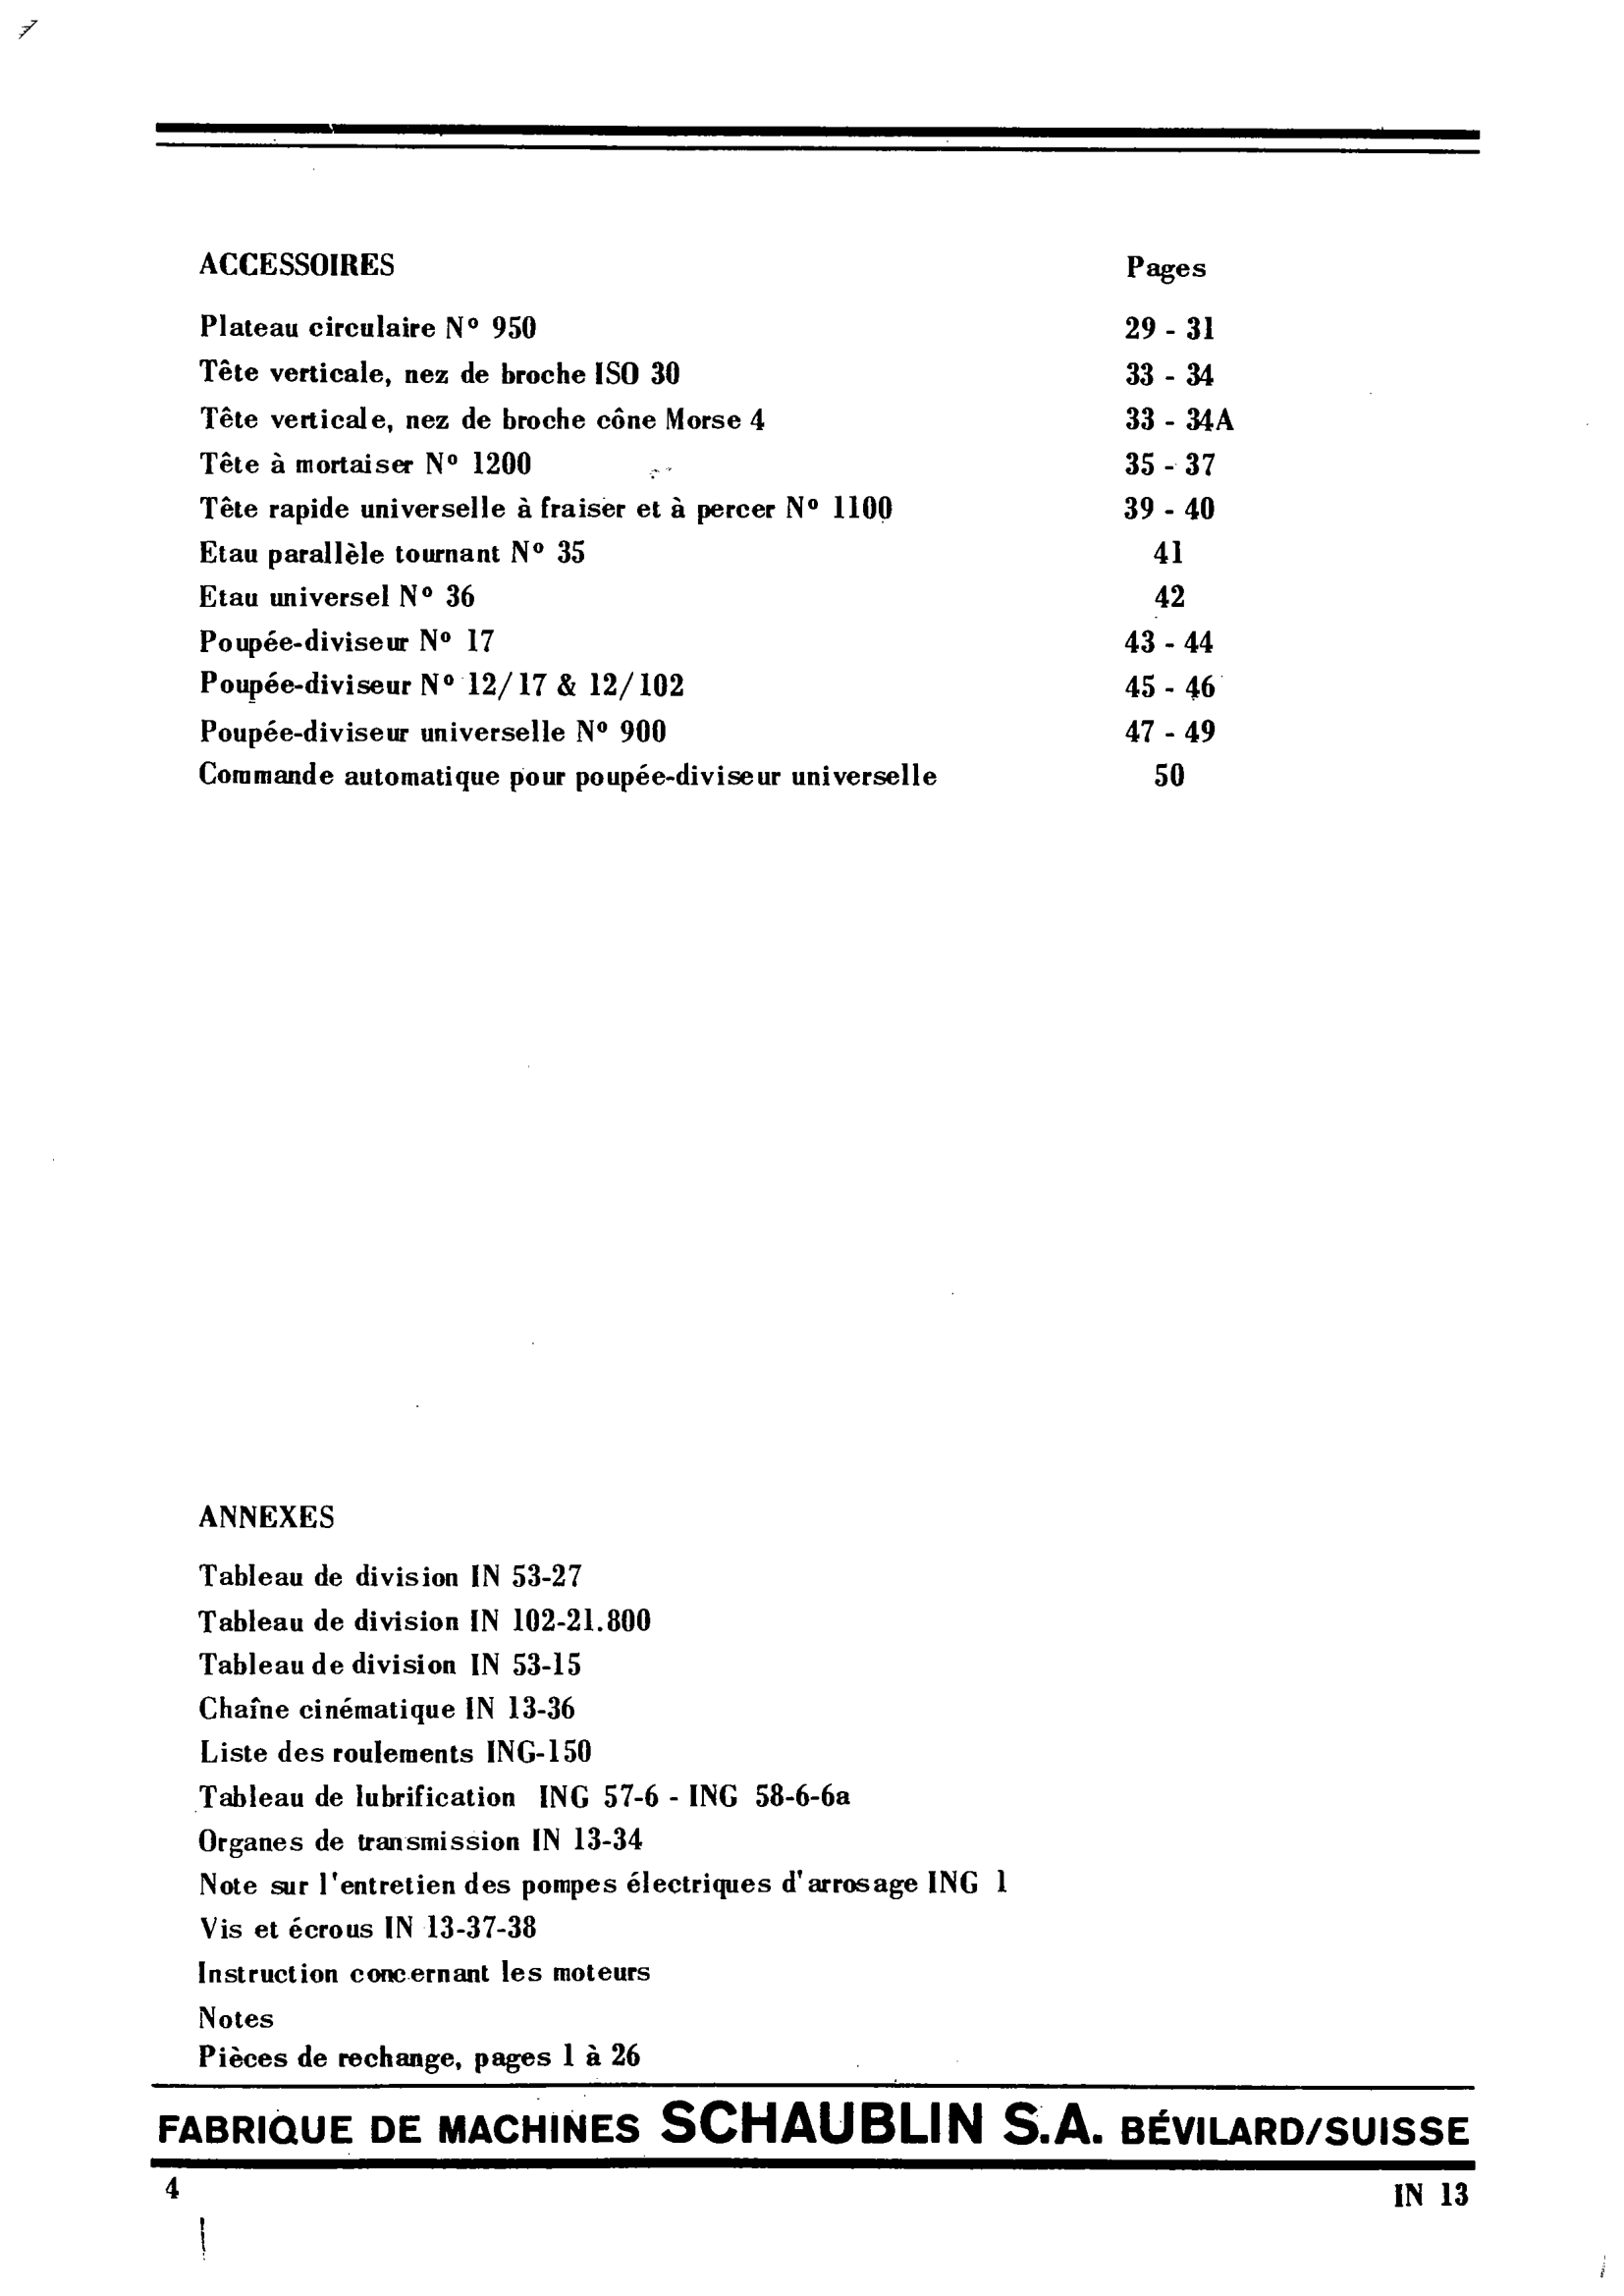 ACCESSOIRES Pages
Plateau circulaire Nº 950 29 - 31
Tête verticale, nez de broche ISO 30 33 - 34
Tête verticale, nez de broche cône Morse 4 33 - 34A
Tête à mortaiser Nº 1200 35 - 37
Tête rapide universelle à fraiser et à percer Nº 1100 39 - 40
Etau parallèle tournant Nº 35 41
Etau universel Nº 36 42
Poupée-diviseur Nº 17 43 - 44
Poupée-diviseur Nº 12/17 & 12/102 45 - 46
Poupée-diviseur universelle Nº 900 47 - 49
Commande automatique pour poupée-diviseur universelle 50
ANNEXES
Tableau de division IN 53-27
Tableau de division IN 102-21.800
Tableau de division IN 53-15
Chaîne cinématique IN 13-36
Liste des roulements ING-150
Tableau de lubrification ING 57-6 - ING 58-6-6a
Organes de transmission IN 13-34
Note sur l'entretien des pompes électriques d'arrosage ING 1
Vis et écrous IN 13-37-38
Instruction concernant les moteurs
Notes
Pièces de rechange, pages 1 à 26
FABRIQUE DE MACHINES SCHAUBLIN S.A. BÉVILARD/SUISSE
4 IN 13